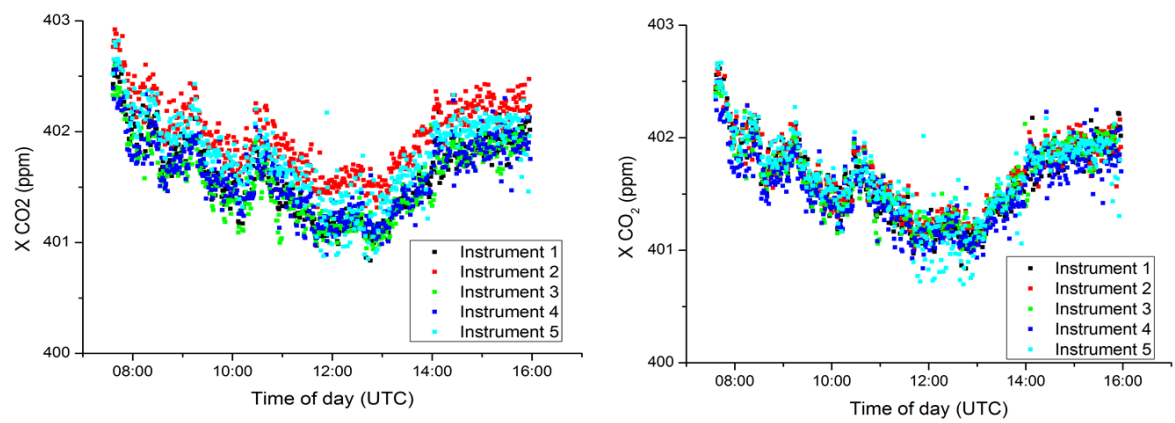 403
402
401
400
X CO2 (ppm)
08:00 10:00 12:00 14:00 16:00
Time of day (UTC)
Instrument 1
Instrument 2
Instrument 3
Instrument 4
Instrument 5
403
402
401
400
X CO₂ (ppm)
08:00 10:00 12:00 14:00 16:00
Time of day (UTC)
Instrument 1
Instrument 2
Instrument 3
Instrument 4
Instrument 5